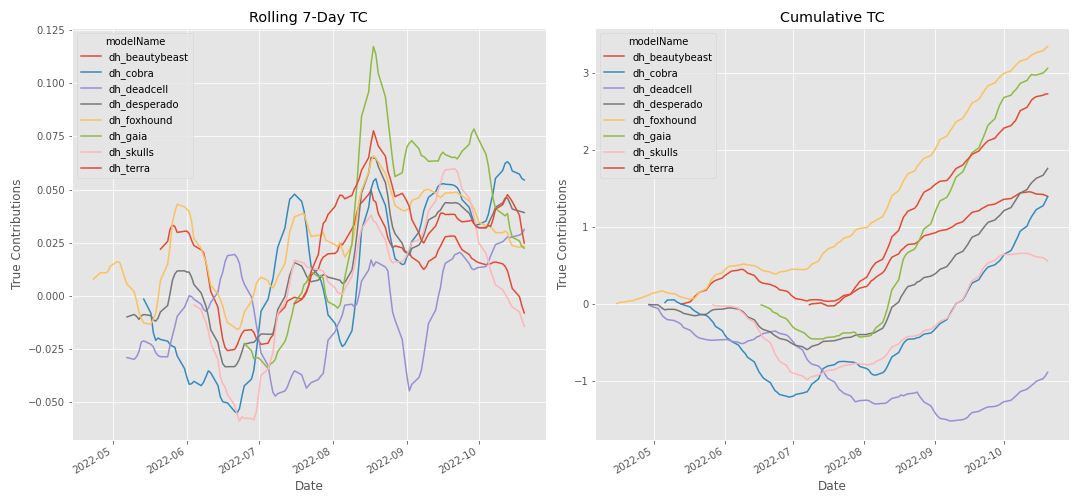 Rolling 7-Day TC
True Contributions
0.125
0.100
0.075
0.050
0.025
0.000
−0.025
−0.050
modelName
dh_beautybeast
dh_cobra
dh_deadcell
dh_desperado
dh_foxhound
dh_gaia
dh_skulls
dh_terra
2022-05
2022-06
2022-07
2022-08
2022-09
2022-10
Date
Cumulative TC
True Contributions
3
2
1
0
−1
modelName
dh_beautybeast
dh_cobra
dh_deadcell
dh_desperado
dh_foxhound
dh_gaia
dh_skulls
dh_terra
2022-05
2022-06
2022-07
2022-08
2022-09
2022-10
Date